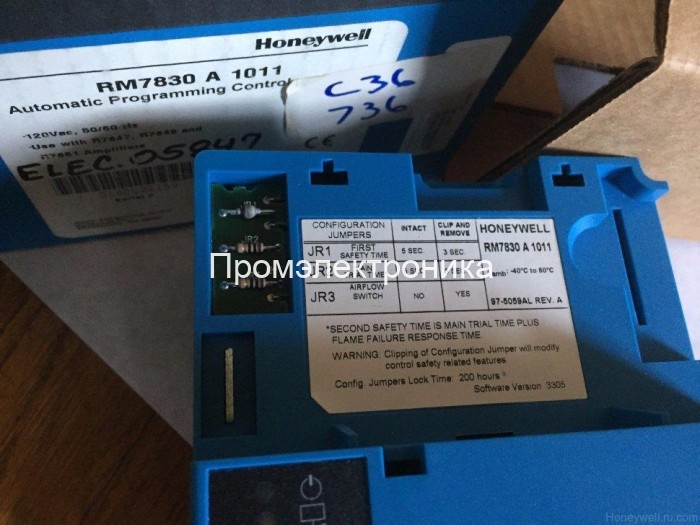 Honeywell
RM7830 A 1011
Automatic Programming Control
120Vac, 50/60 Hz
Use with R7847, R7849 and
R7861 Amplifiers
ELEC. 05847
C36
736
CE
CONFIGURATION JUMPERS INTACT CLIP AND REMOVE
JR1 FIRST SAFETY TIME 5 SEC. 3 SEC.
JR3 AIRFLOW SWITCH NO YES
HONEYWELL
RM7830 A 1011
amb: -40°C to 60°C
97-5059AL REV. A
Промэлектроника
*SECOND SAFETY TIME IS MAIN TRIAL TIME PLUS
FLAME FAILURE RESPONSE TIME.
WARNING: Clipping of Configuration Jumper will modify
control safety related features
Config. Jumpers Lock Time: 200 hours
Software Version 3305
Honeywell.ru.com